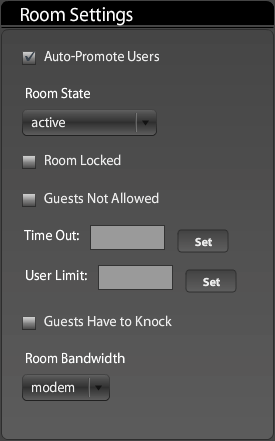 Room Settings
Auto-Promote Users
Room State
active
Room Locked
Guests Not Allowed
Time Out: Set
User Limit: Set
Guests Have to Knock
Room Bandwidth
modem